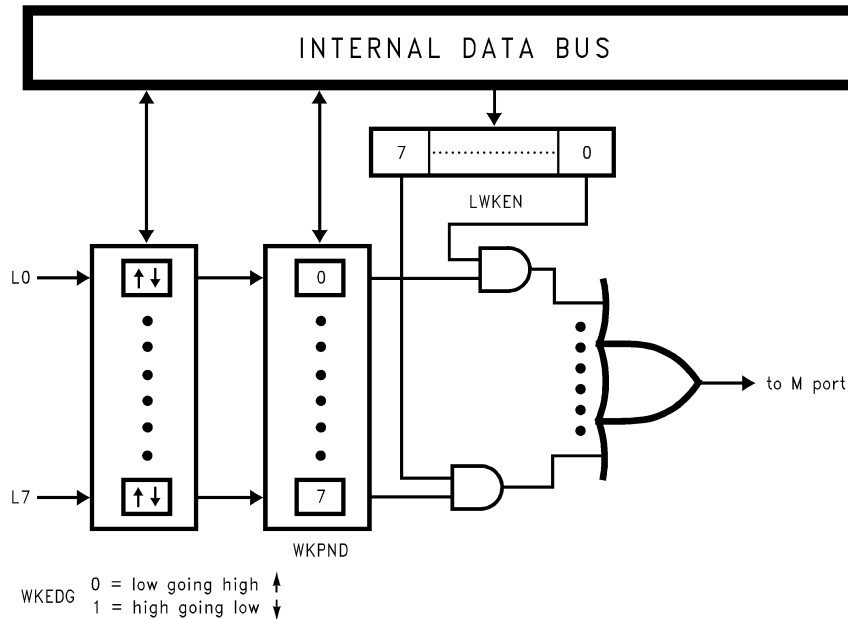 INTERNAL DATA BUS
7 0
LWKEN
L0
0
to M port
L7
7
WKPND
WKEDG
0 = low going high
1 = high going low